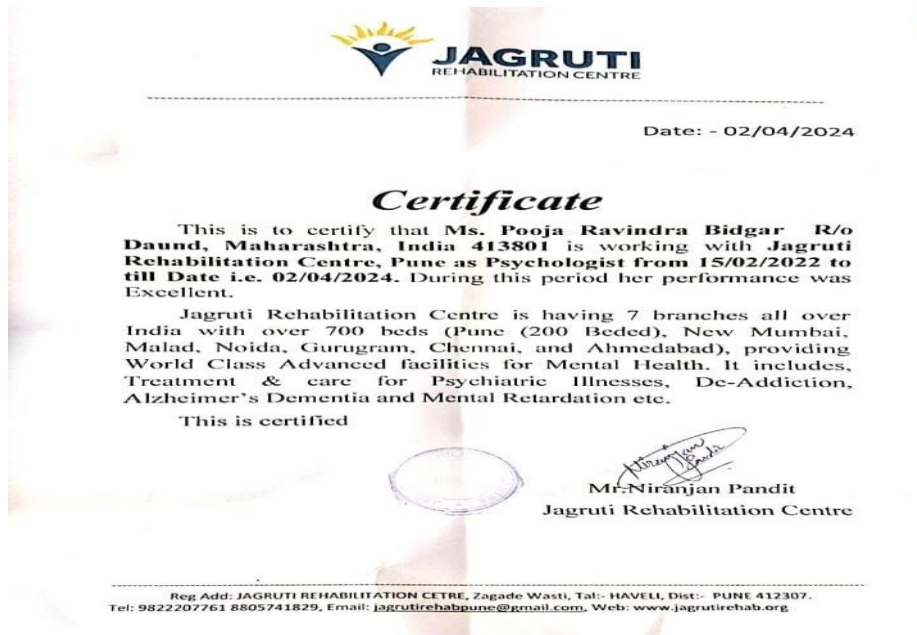 JAGRUTI
REHABILITATION CENTRE
Date: - 02/04/2024
Certificate
This is to certify that Ms. Pooja Ravindra Bidgar R/o
Daund, Maharashtra, India 413801 is working with Jagruti
Rehabilitation Centre, Pune as Psychologist from 15/02/2022 to
till Date i.e. 02/04/2024. During this period her performance was
Excellent.
Jagruti Rehabilitation Centre is having 7 branches all over
India with over 700 beds (Pune (200 Beded), New Mumbai,
Malad, Noida, Gurugram, Chennai, and Ahmedabad), providing
World Class Advanced facilities for Mental Health. It includes,
Treatment & care for Psychiatric Illnesses, De-Addiction,
Alzheimer's Dementia and Mental Retardation etc.
This is certified
Niranjan
Pandit
Mr.Niranjan Pandit
Jagruti Rehabilitation Centre
Reg Add: JAGRUTI REHABILITATION CETRE, Zagade Wasti, Tal:- HAVELI, Dist:- PUNE 412307.
Tel: 9822207761 8805741829, Email: jagrutirehabpune@gmail.com, Web: www.jagrutirehab.org